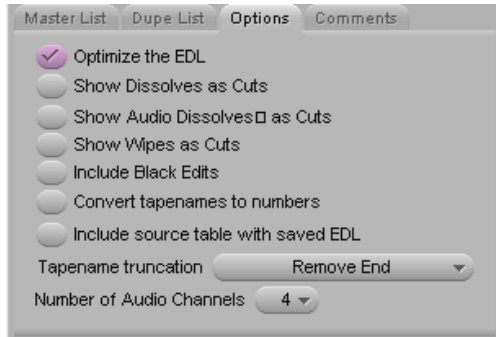 Master List Dupe List Options Comments
Optimize the EDL
Show Dissolves as Cuts
Show Audio Dissolves□ as Cuts
Show Wipes as Cuts
Include Black Edits
Convert tapenames to numbers
Include source table with saved EDL
Tapename truncation Remove End
Number of Audio Channels 4